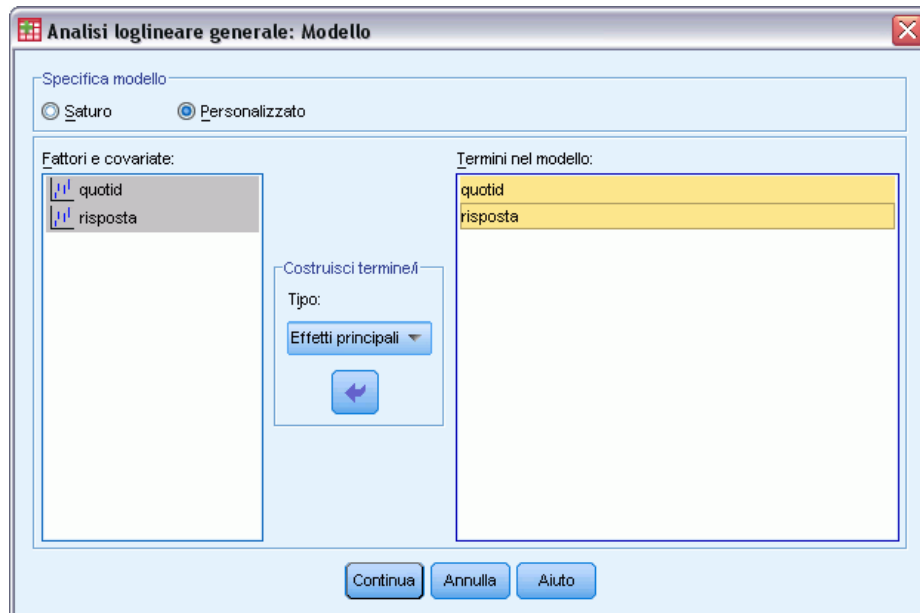 Analisi loglineare generale: Modello
Specifica modello
Saturo
Personalizzato
Fattori e covariate:
quotid
risposta
Costruisci termine/i
Tipo:
Effetti principali
Termini nel modello:
quotid
risposta
Continua
Annulla
Aiuto